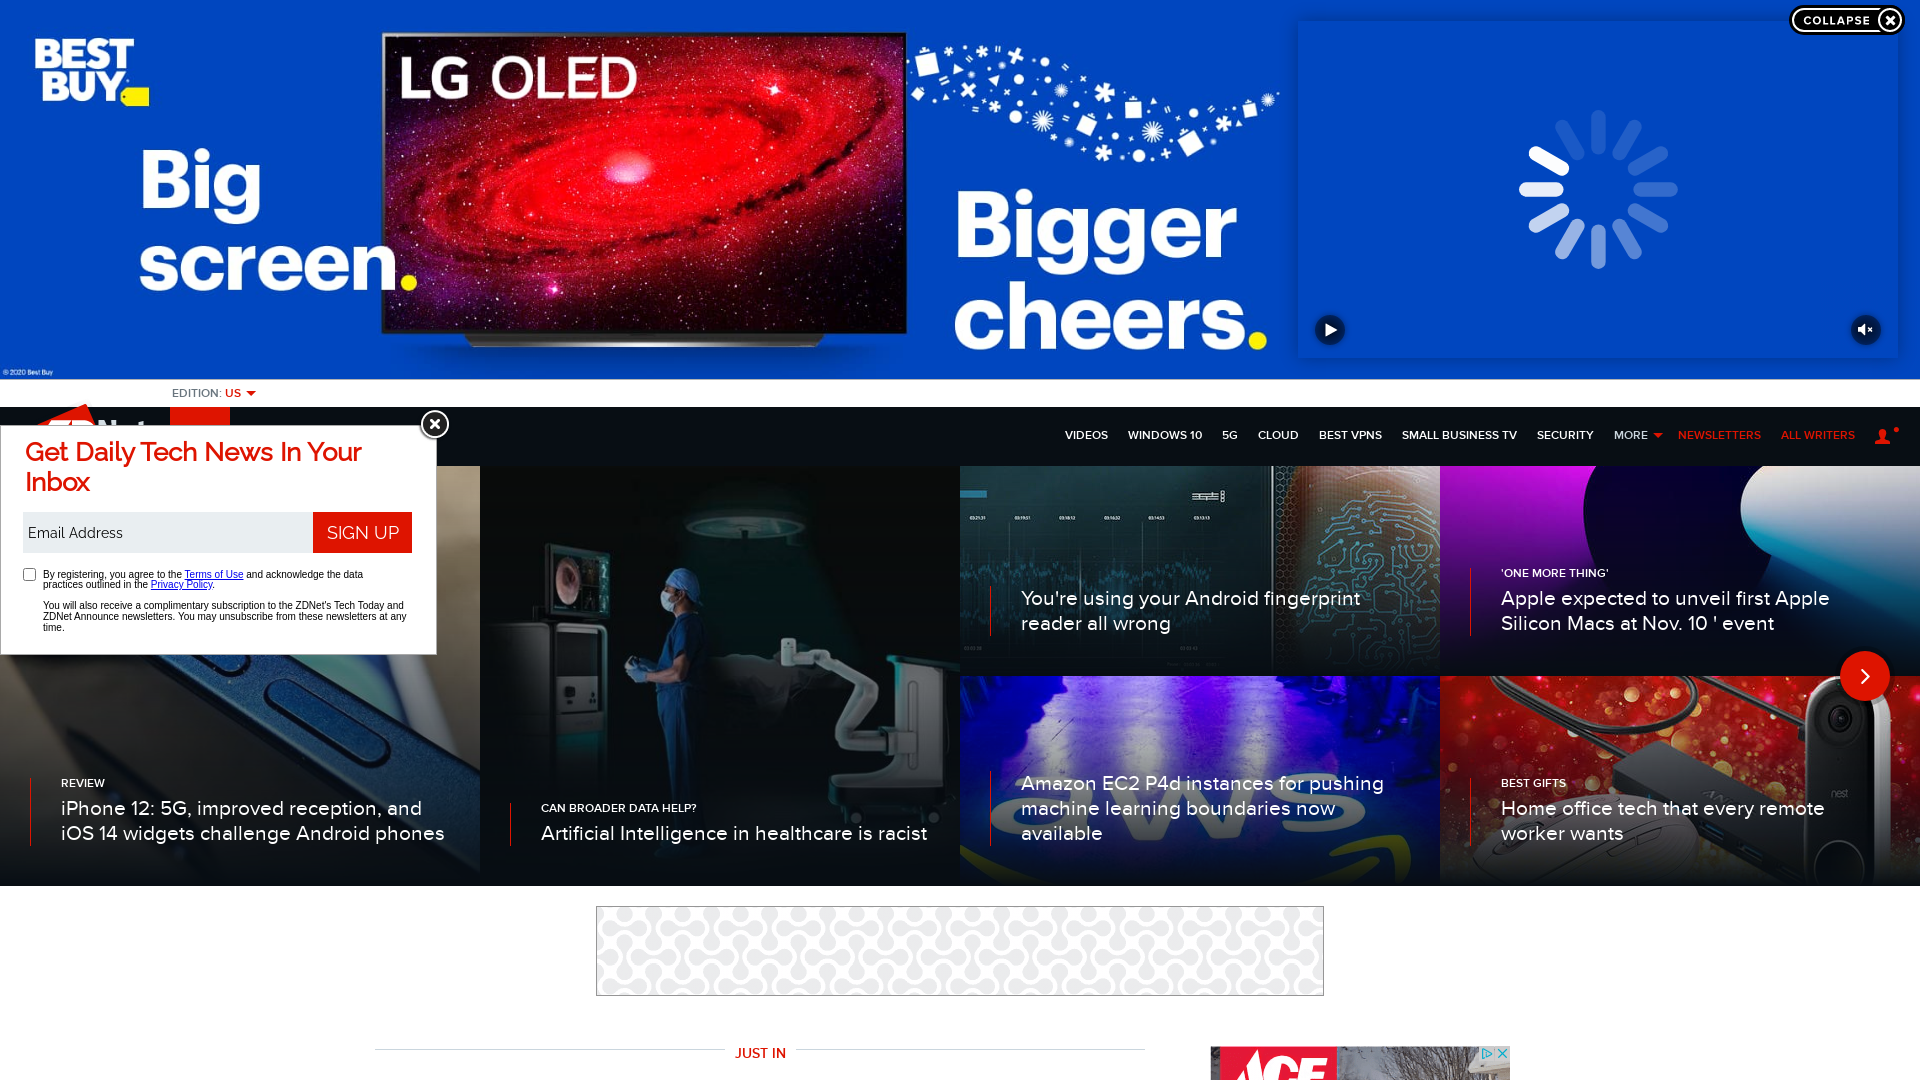 COLLAPSE
BEST
BUY
LG OLED
Big
screen.
Bigger
cheers.
© 2020 Best Buy
EDITION: US
VIDEOS WINDOWS 10 5G CLOUD BEST VPNS SMALL BUSINESS TV SECURITY MORE NEWSLETTERS ALL WRITERS
Get Daily Tech News In Your
Inbox
Email Address
SIGN UP
By registering, you agree to the Terms of Use and acknowledge the data
practices outlined in the Privacy Policy.
You will also receive a complimentary subscription to the ZDNet's Tech Today and
ZDNet Announce newsletters. You may unsubscribe from these newsletters at any
time.
REVIEW
iPhone 12: 5G, improved reception, and
iOS 14 widgets challenge Android phones
CAN BROADER DATA HELP?
Artificial Intelligence in healthcare is racist
You're using your Android fingerprint
reader all wrong
'ONE MORE THING'
Apple expected to unveil first Apple
Silicon Macs at Nov. 10 ' event
Amazon EC2 P4d instances for pushing
machine learning boundaries now
available
BEST GIFTS
Home office tech that every remote
worker wants
nest
JUST IN
ACE